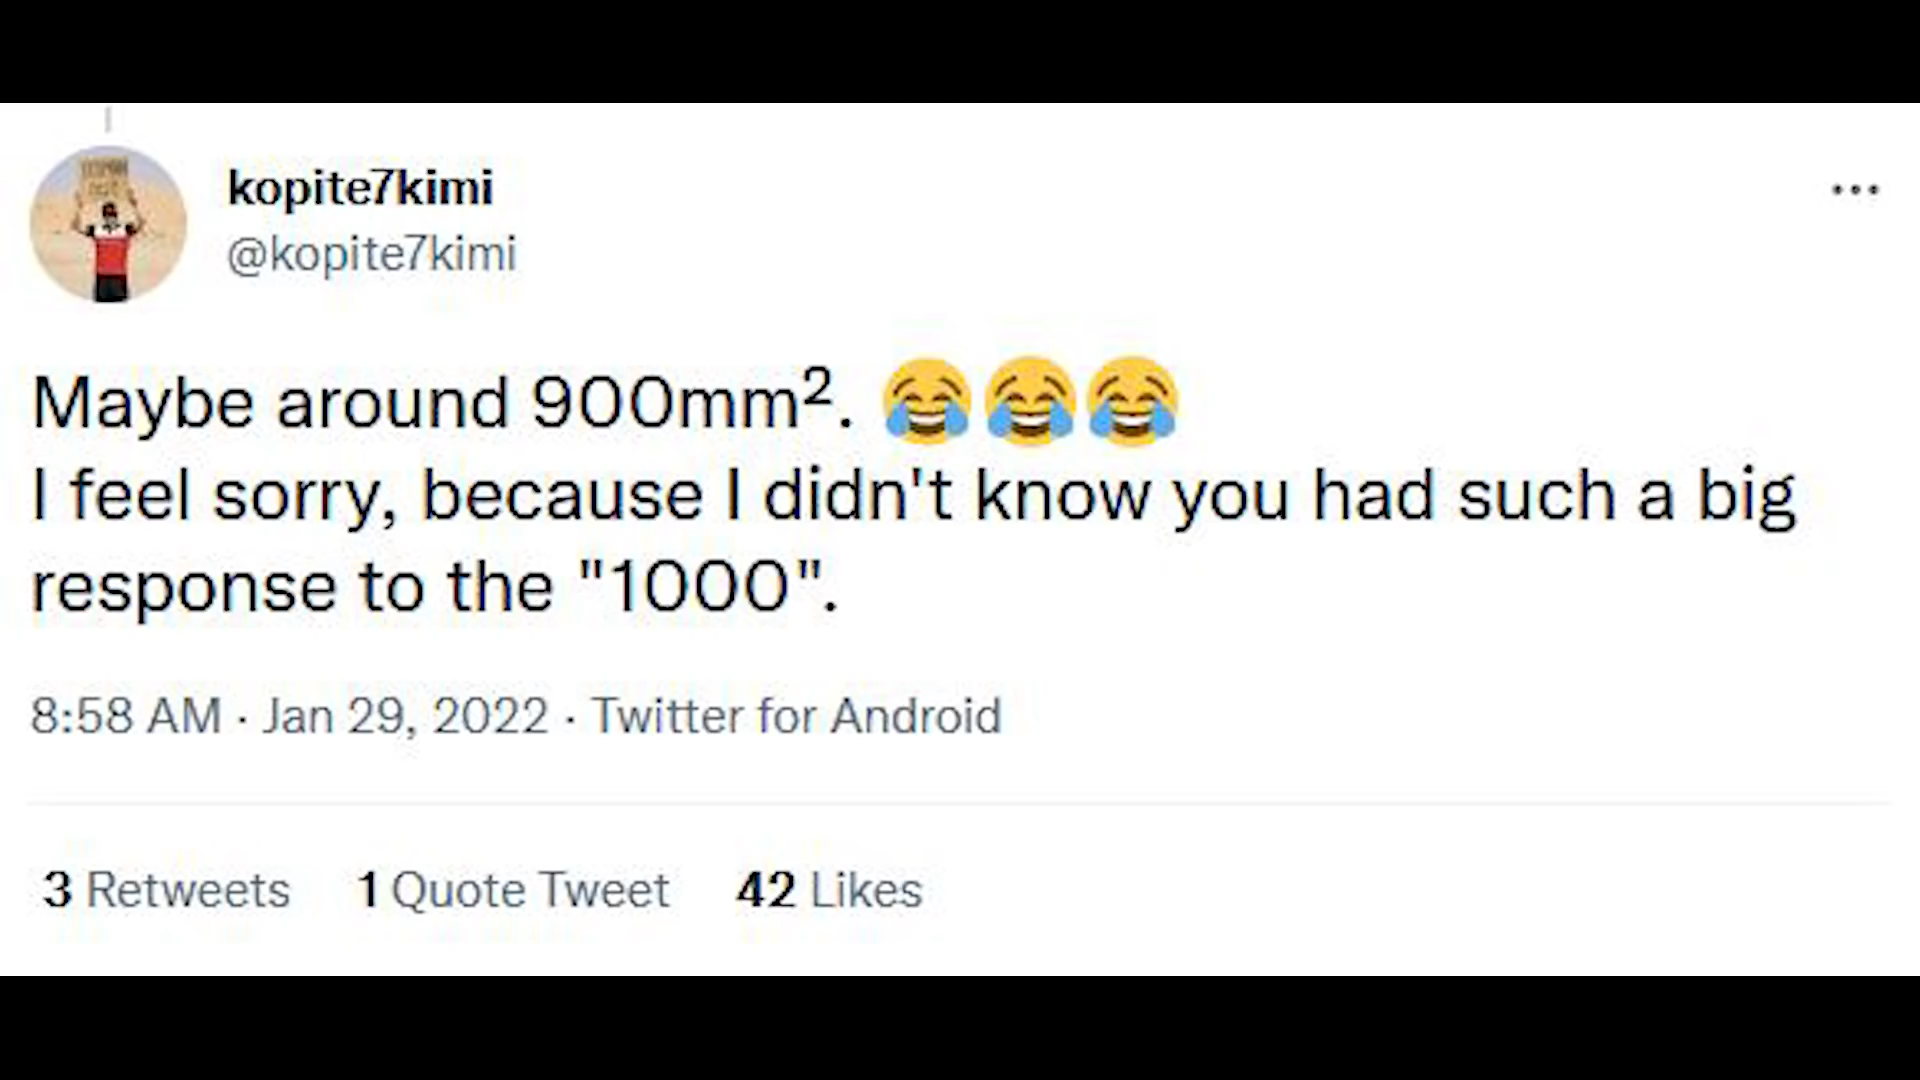 kopite7kimi
@kopite7kimi
Maybe around 900mm². 😂😂😂
I feel sorry, because I didn't know you had such a big
response to the "1000".
8:58 AM · Jan 29, 2022 · Twitter for Android
3 Retweets 1 Quote Tweet 42 Likes